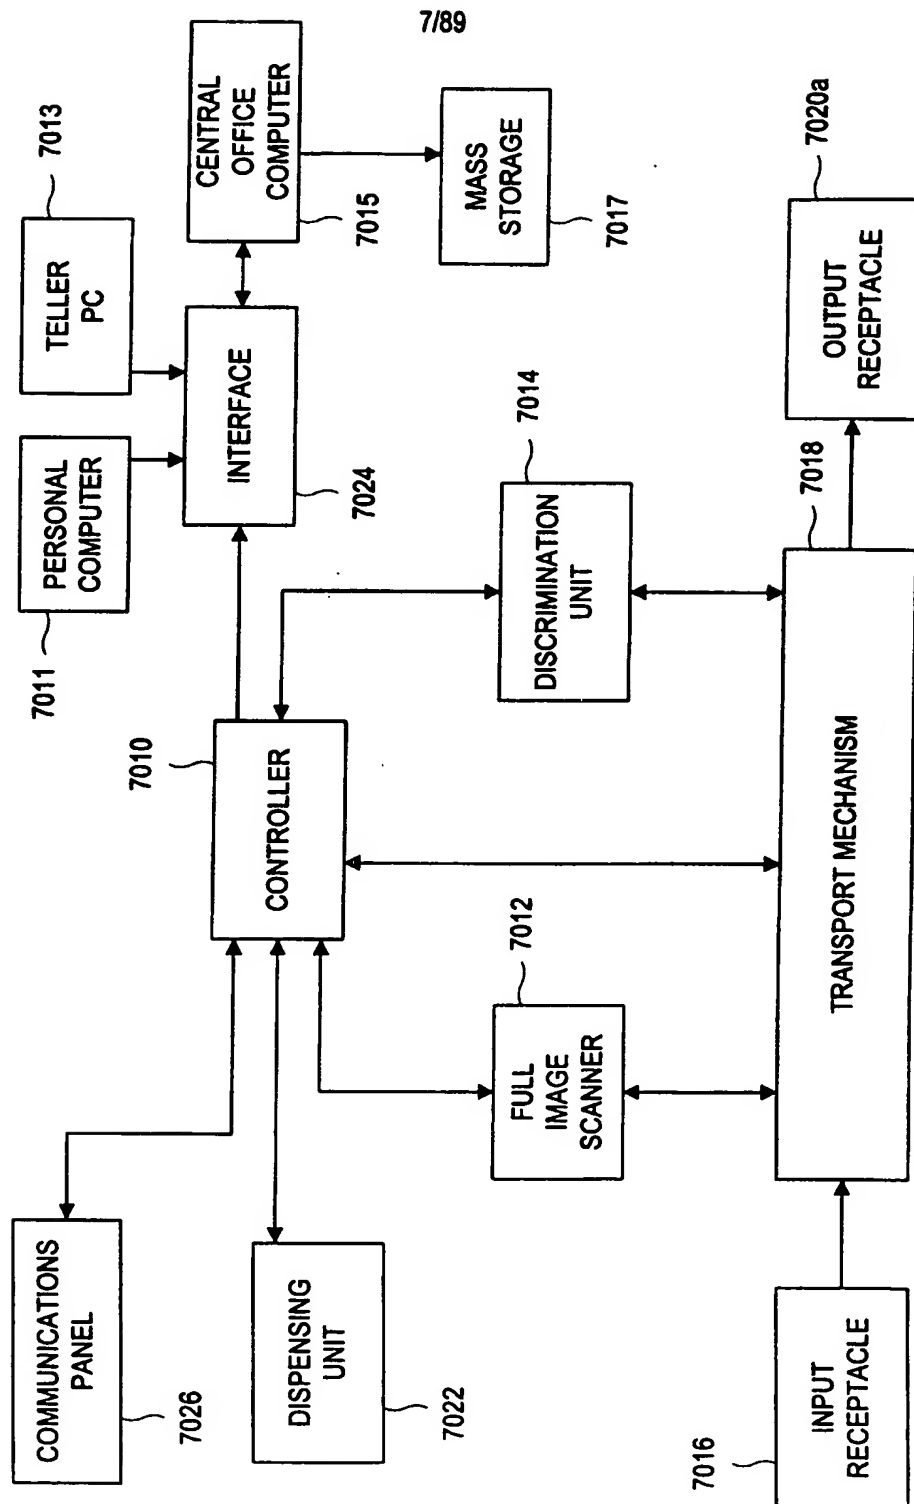 7/89
COMMUNICATIONS
PANEL
7026
DISPENSING
UNIT
7022
INPUT
RECEPTACLE
7016
FULL
IMAGE
SCANNER
7012
CONTROLLER
7010
TRANSPORT MECHANISM
7018
DISCRIMINATION
UNIT
7014
PERSONAL
COMPUTER
7011
TELLER
PC
7013
INTERFACE
7024
CENTRAL
OFFICE
COMPUTER
7015
MASS
STORAGE
7017
OUTPUT
RECEPTACLE
7020a